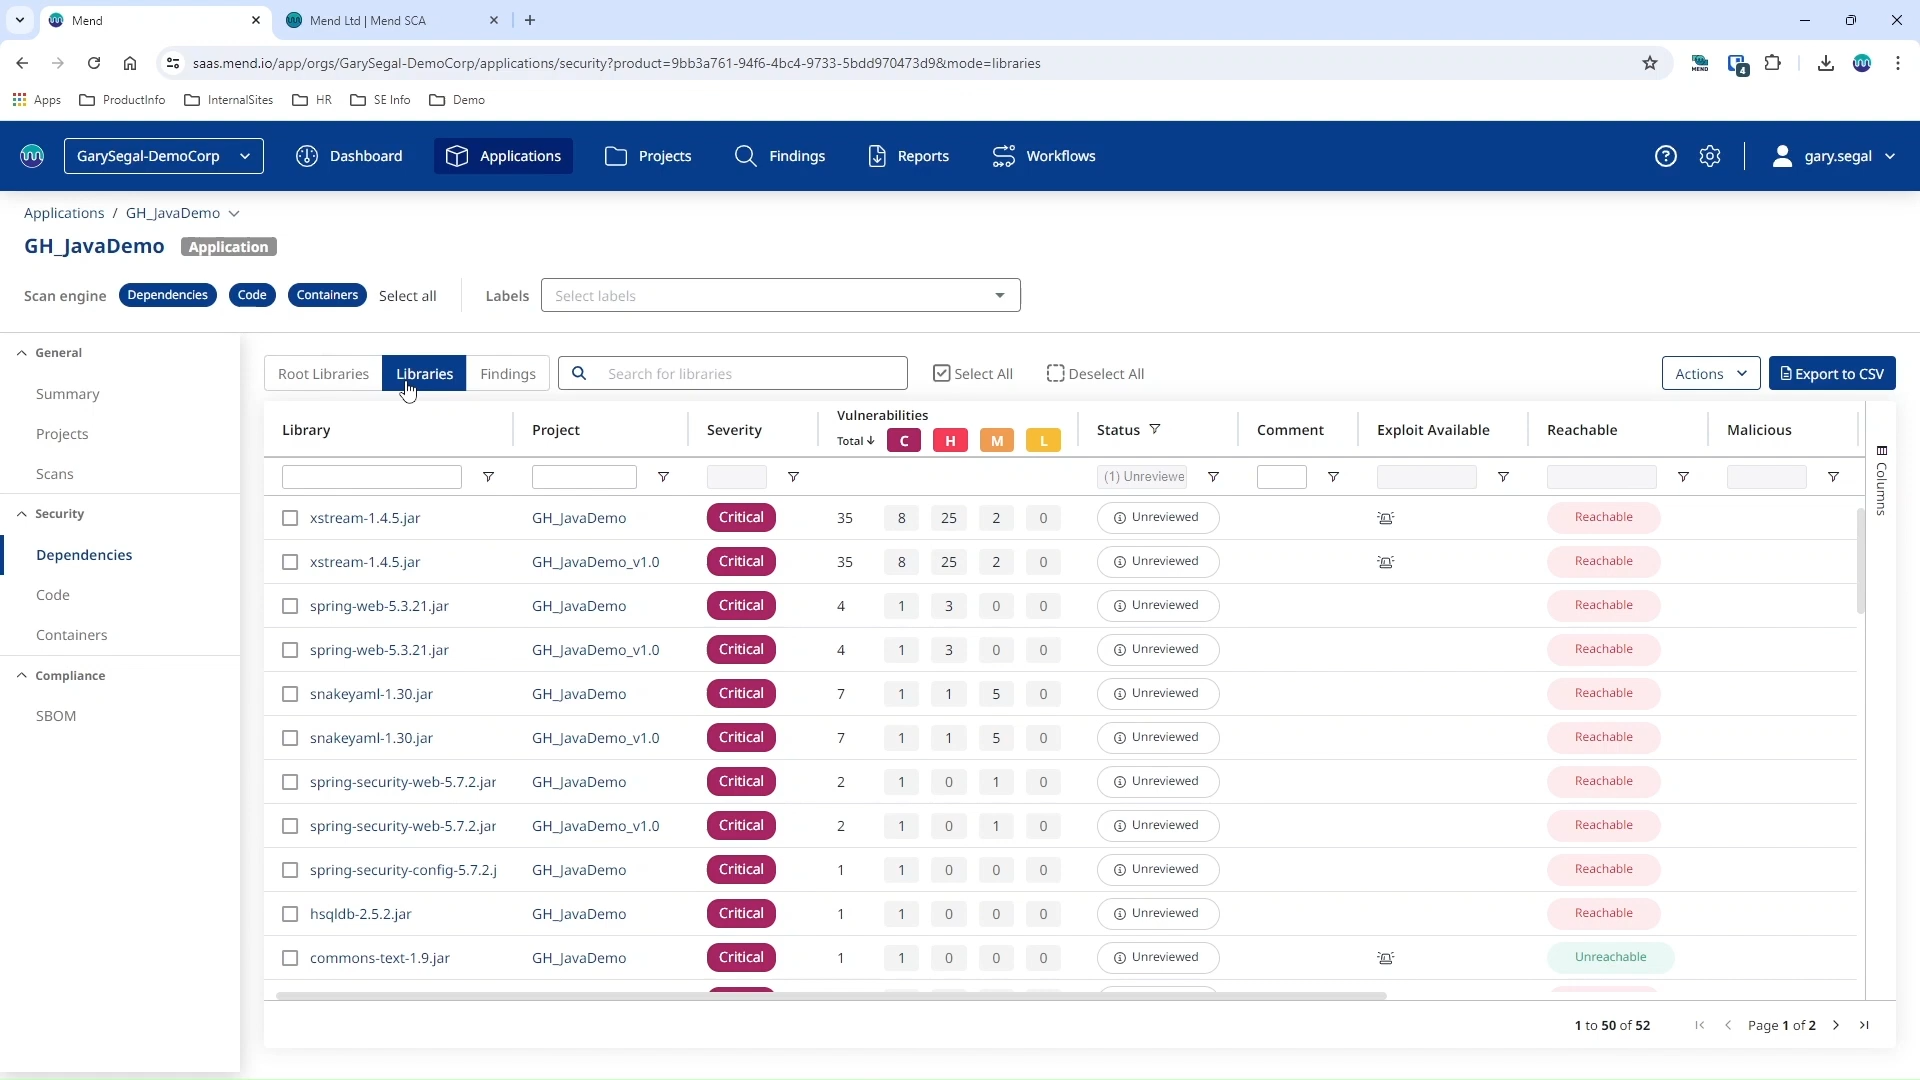 Mend
Mend Ltd | Mend SCA
saas.mend.io/app/orgs/GarySegal-DemoCorp/applications/security?product=9bb3a761-94f6-4bc4-9733-5bdd970473d9&mode=libraries
MEND
4
Apps
ProductInfo
InternalSites
HR
SE Info
Demo
GarySegal-DemoCorp
Dashboard
Applications
Projects
Findings
Reports
Workflows
gary.segal
Applications / GH_JavaDemo
GH_JavaDemo Application
Scan engine Dependencies Code Containers Select all Labels Select labels
General
Summary
Projects
Scans
Security
Dependencies
Code
Containers
Compliance
SBOM
Root Libraries Libraries Findings Search for libraries Select All Deselect All Actions Export to CSV
Library Project Severity Vulnerabilities Total C H M L Status Comment Exploit Available Reachable Malicious
(1) Unreviewe
Columns
xstream-1.4.5.jar GH_JavaDemo Critical 35 8 25 2 0 Unreviewed Reachable
xstream-1.4.5.jar GH_JavaDemo_v1.0 Critical 35 8 25 2 0 Unreviewed Reachable
spring-web-5.3.21.jar GH_JavaDemo Critical 4 1 3 0 0 Unreviewed Reachable
spring-web-5.3.21.jar GH_JavaDemo_v1.0 Critical 4 1 3 0 0 Unreviewed Reachable
snakeyaml-1.30.jar GH_JavaDemo Critical 7 1 1 5 0 Unreviewed Reachable
snakeyaml-1.30.jar GH_JavaDemo_v1.0 Critical 7 1 1 5 0 Unreviewed Reachable
spring-security-web-5.7.2.jar GH_JavaDemo Critical 2 1 0 1 0 Unreviewed Reachable
spring-security-web-5.7.2.jar GH_JavaDemo_v1.0 Critical 2 1 0 1 0 Unreviewed Reachable
spring-security-config-5.7.2.j GH_JavaDemo Critical 1 1 0 0 0 Unreviewed Reachable
hsqldb-2.5.2.jar GH_JavaDemo Critical 1 1 0 0 0 Unreviewed Reachable
commons-text-1.9.jar GH_JavaDemo Critical 1 1 0 0 0 Unreviewed Unreachable
1 to 50 of 52 Page 1 of 2